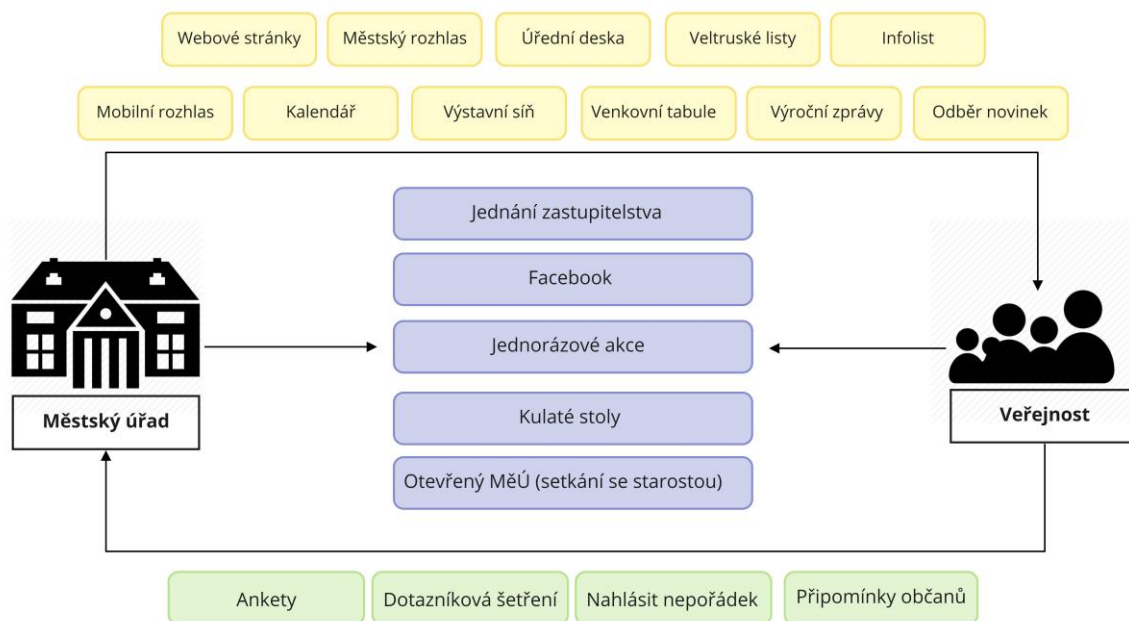 Webové stránky
Městský rozhlas
Úřední deska
Veltruské listy
Infolist
Mobilní rozhlas
Kalendář
Výstavní síň
Venkovní tabule
Výroční zprávy
Odběr novinek
Jednání zastupitelstva
Facebook
Jednorázové akce
Kulaté stoly
Otevřený MěÚ (setkání se starostou)
Městský úřad
Veřejnost
Ankety
Dotazníková šetření
Nahlásit nepořádek
Připomínky občanů